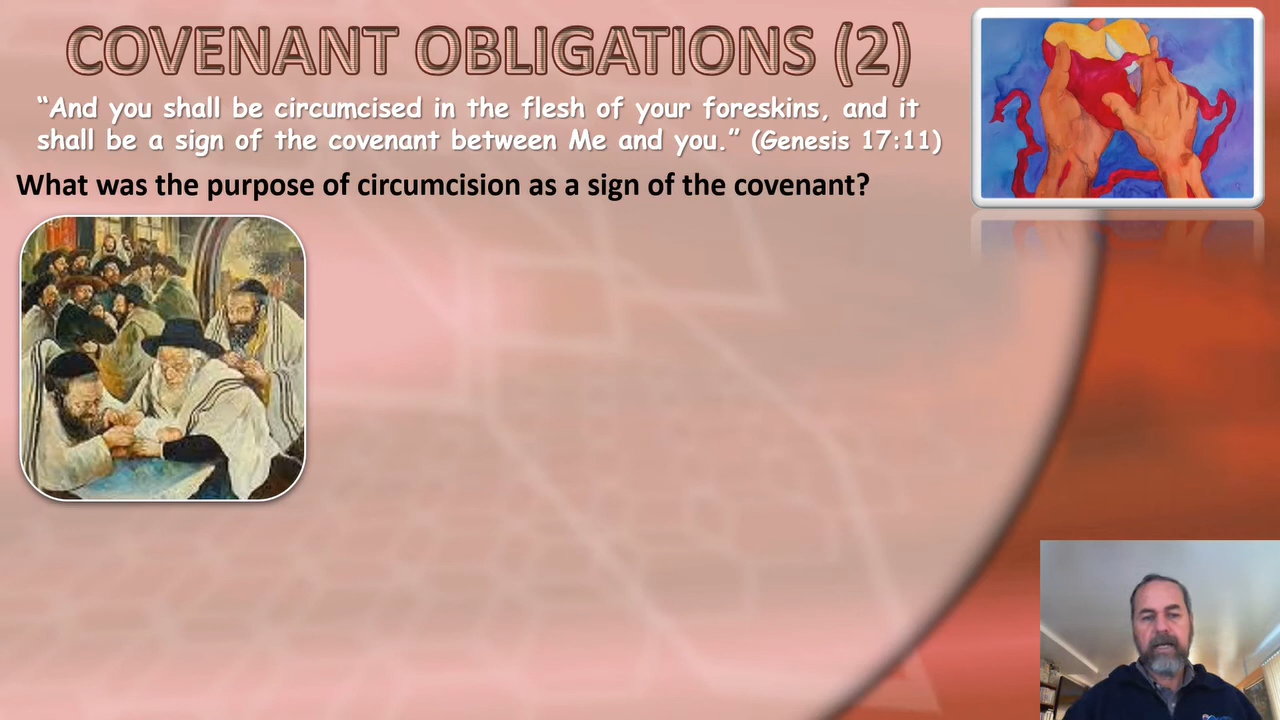 COVENANT OBLIGATIONS (2)
“And you shall be circumcised in the flesh of your foreskins, and it
shall be a sign of the covenant between Me and you.” (Genesis 17:11)
What was the purpose of circumcision as a sign of the covenant?